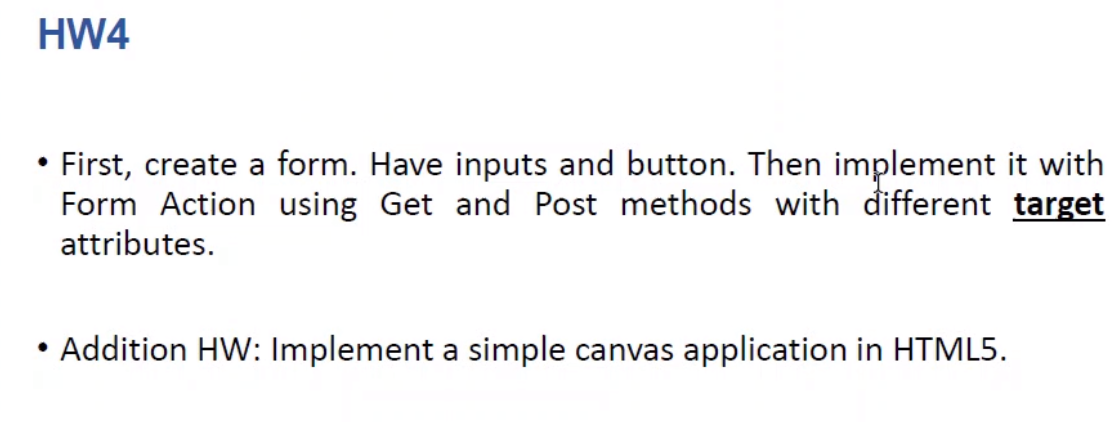 HW4
• First, create a form. Have inputs and button. Then implement it with
Form Action using Get and Post methods with different target
attributes.
• Addition HW: Implement a simple canvas application in HTML5.